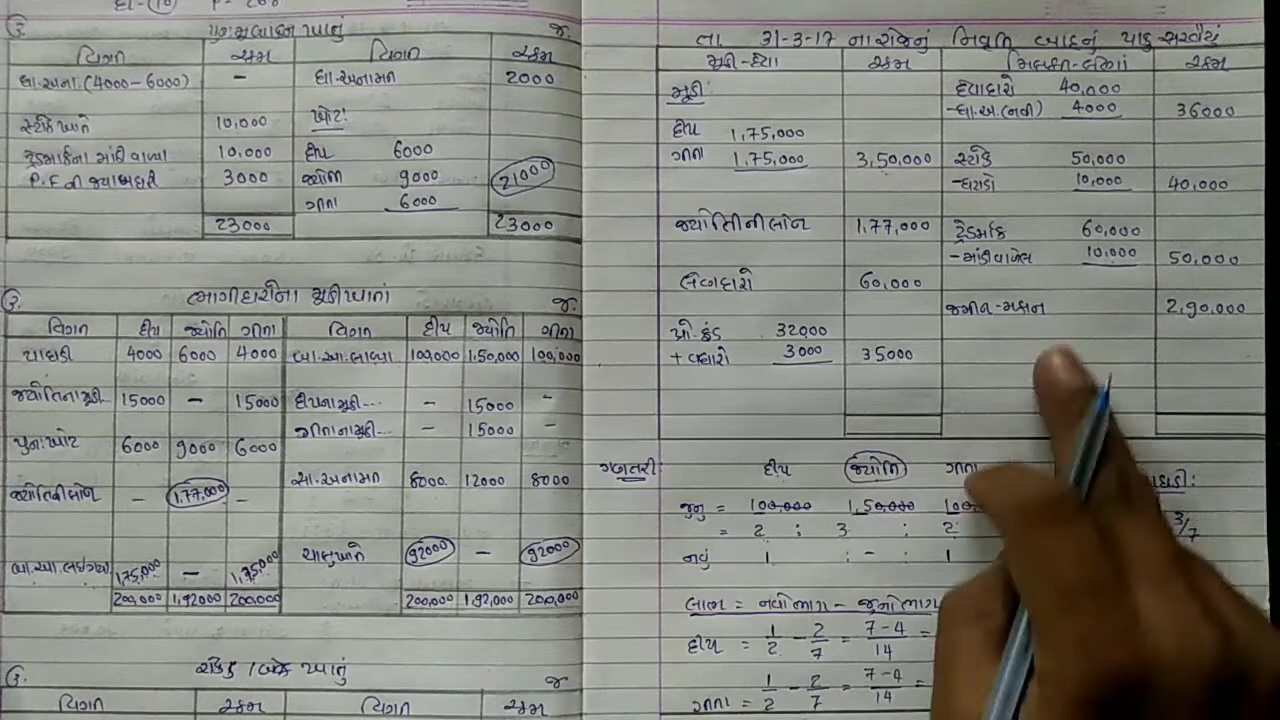 ઉ. પુનઃમૂલ્યાંકન ખાતું જ.
વિગત રકમ વિગત રકમ
ઘા.અના.(4000-6000) - ઘા.અનામત 2000
સ્ટોક ખાતે 10,000 ખોટ:
ટ્રેડમાર્કના માંડી વાળ્યા 10,000 દીપ 6000
P.F ની જવાબદારી 3000 જ્યોતિ 9000 21000
ગીતા 6000
23000 23000
ઉ. ભાગીદારોના મૂડી ખાતાં જ.
વિગત દીપ જ્યોતિ ગીતા વિગત દીપ જ્યોતિ ગીતા
પાઘડી 4000 6000 4000 બા.આ.લાવ્યા 100,000 1,50,000 100,000
જ્યોતિના મૂડી... 15000 - 15000 દીપના મૂડી... - 15000 -
ગીતાના મૂડી... - 15000 -
પુનઃ ખોટ 6000 9000 6000
સા.અનામત 8000 12000 8000
જ્યોતિની લોન - 1,77,000 -
ચાલુ ખાતે 92000 - 92000
બા.આ.લઈ ગયા 1,75,000 - 1,75,000
200,000 1,92,000 200,000 200,000 1,92,000 200,000
ઉ. રોકડ / બેંક ખાતું જ
વિગત રકમ વિગત રકમ
તા 31-3-17 ના રોજનું નિવૃત્તિ બાદનું પાકું સરવૈયું
મૂડી-દેવા રકમ મિલકત-લેણાં રકમ
મૂડી: દેવાદારો 40,000
-ઘા.અ.(નવી) 4000 36000
દીપ 1,75,000
ગીતા 1,75,000 3,50,000 સ્ટોક 50,000
-ઘટાડો 10,000 40,000
જ્યોતિની લોન 1,77,000 ટ્રેડમાર્ક 60,000
-માંડી વાળેલ 10,000 50,000
લેણદારો 60,000
જમીન-મકાન 2,90,000
પ્રો.ફંડ 32000
+ વધારો 3000 35000
ગણતરી: દીપ જ્યોતિ ગીતા
જુનુ = 100,000 1,50,000
= 2 : 3 : 2 3/7
નવું 1 : - : 1
લાભ = નવો ભાગ - જુનો ભાગ
દીપ = 1/2 - 2/7 = 7-4/14 =
ગીતા = 1/2 - 2/7 = 7-4/14 =